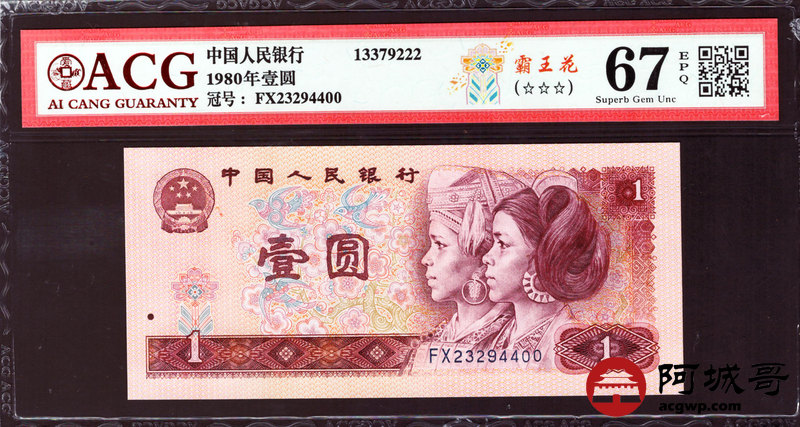 ACG
AI CANG GUARANTY
中国人民银行 13379222
1980年壹圆
冠号： FX23294400
霸王花
(☆☆☆)
67 EPQ
Superb Gem Unc
中国人民银行
1
壹圆
1
FX23294400
1
阿城哥
acgwp.com